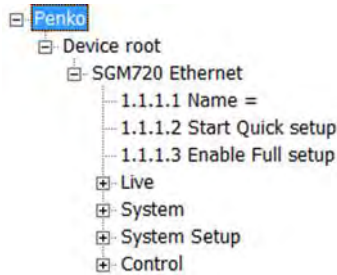 Penko
Device root
SGM720 Ethernet
1.1.1.1 Name =
1.1.1.2 Start Quick setup
1.1.1.3 Enable Full setup
Live
System
System Setup
Control